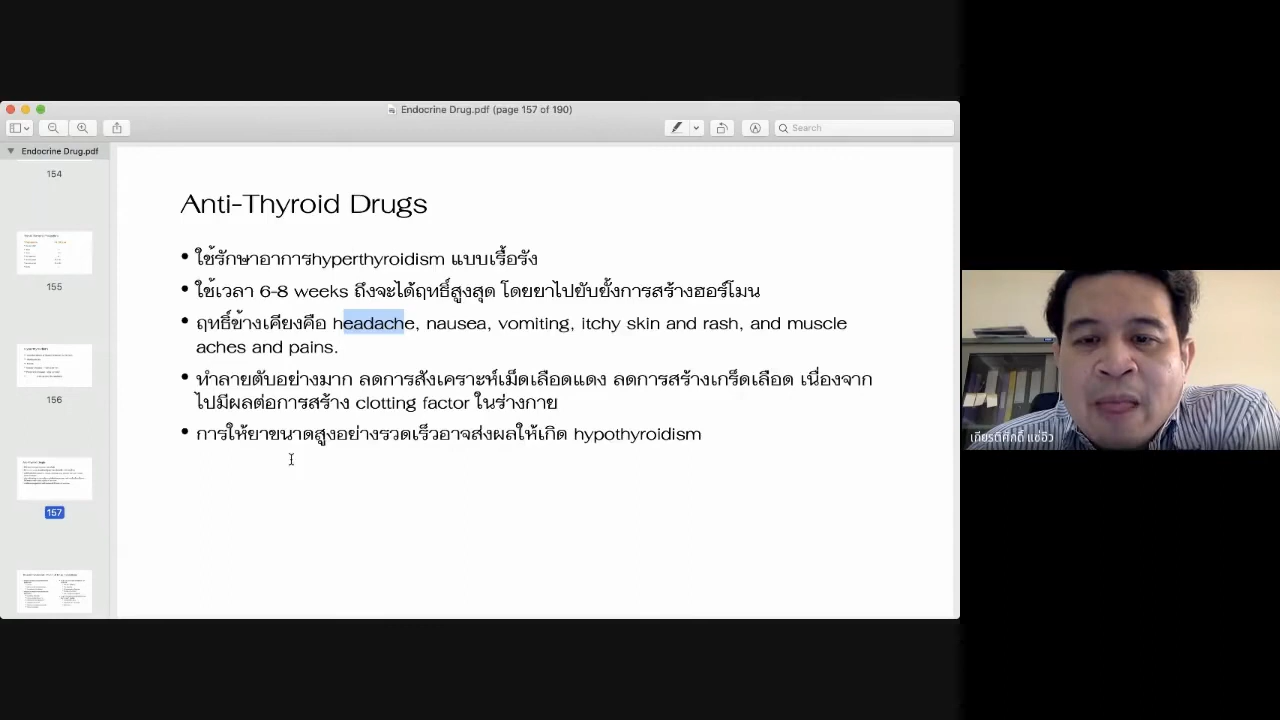 Endocrine Drug.pdf (page 157 of 190)
Search
Endocrine Drug.pdf
154
155
156
157
Anti-Thyroid Drugs
• ใช้รักษาอาการhyperthyroidism แบบเรื้อรัง
• ใช้เวลา 6-8 weeks ถึงจะได้ฤทธิ์สูงสุด โดยยาไปยับยั้งการสร้างฮอร์โมน
• ฤทธิ์ข้างเคียงคือ headache, nausea, vomiting, itchy skin and rash, and muscle
aches and pains.
• ทำลายตับอย่างมาก ลดการสังเคราะห์เม็ดเลือดแดง ลดการสร้างเกร็ดเลือด เนื่องจาก
ไปมีผลต่อการสร้าง clotting factor ในร่างกาย
• การให้ยาขนาดสูงอย่างรวดเร็วอาจส่งผลให้เกิด hypothyroidism
เกียรติศักดิ์ แซ่อิว